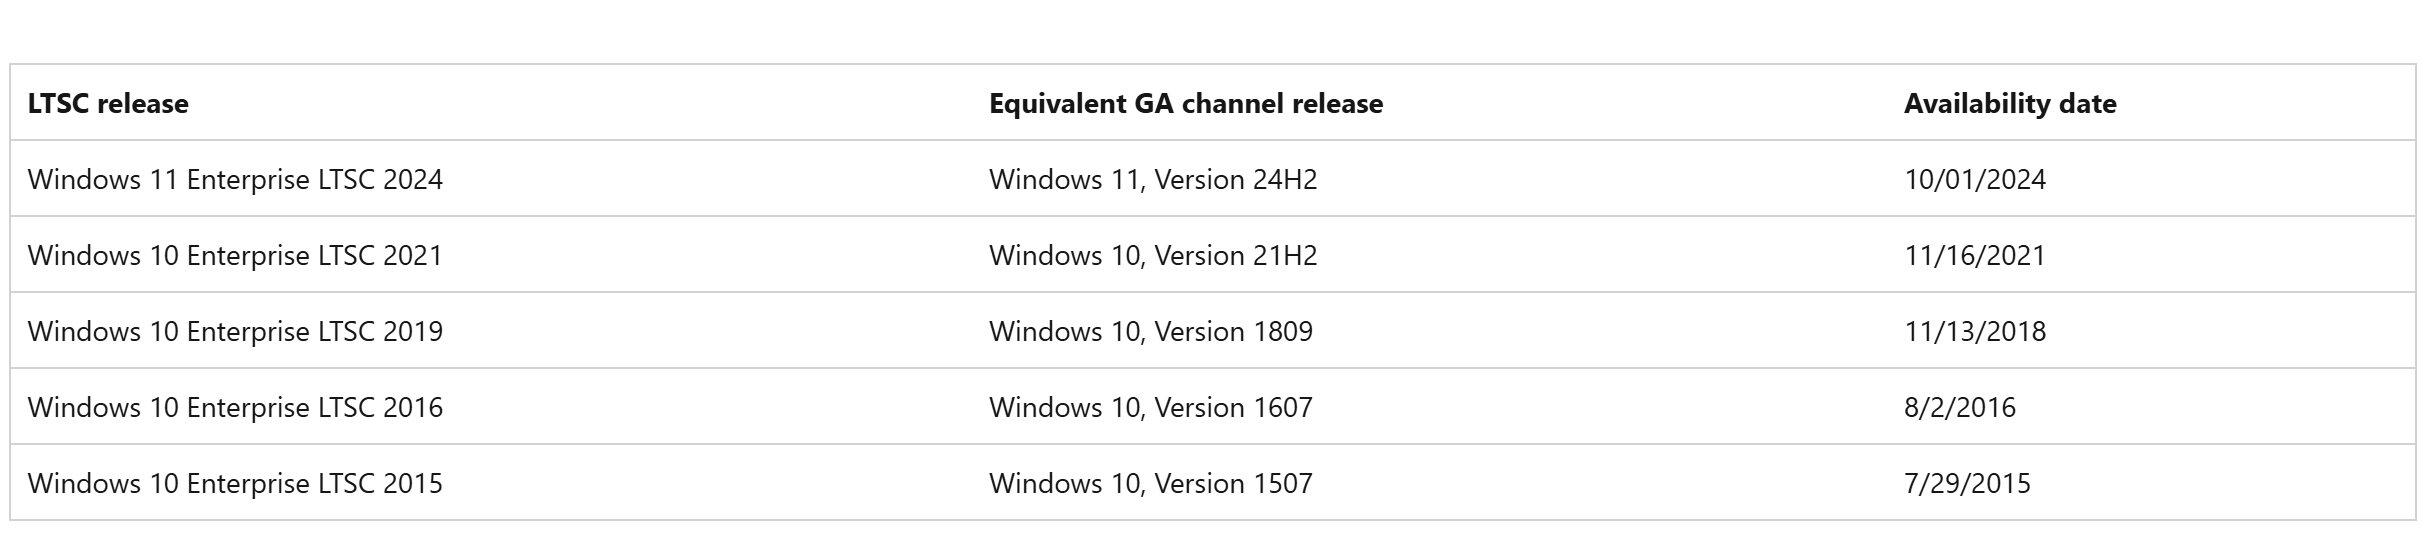 LTSC release Equivalent GA channel release Availability date
Windows 11 Enterprise LTSC 2024 Windows 11, Version 24H2 10/01/2024
Windows 10 Enterprise LTSC 2021 Windows 10, Version 21H2 11/16/2021
Windows 10 Enterprise LTSC 2019 Windows 10, Version 1809 11/13/2018
Windows 10 Enterprise LTSC 2016 Windows 10, Version 1607 8/2/2016
Windows 10 Enterprise LTSC 2015 Windows 10, Version 1507 7/29/2015